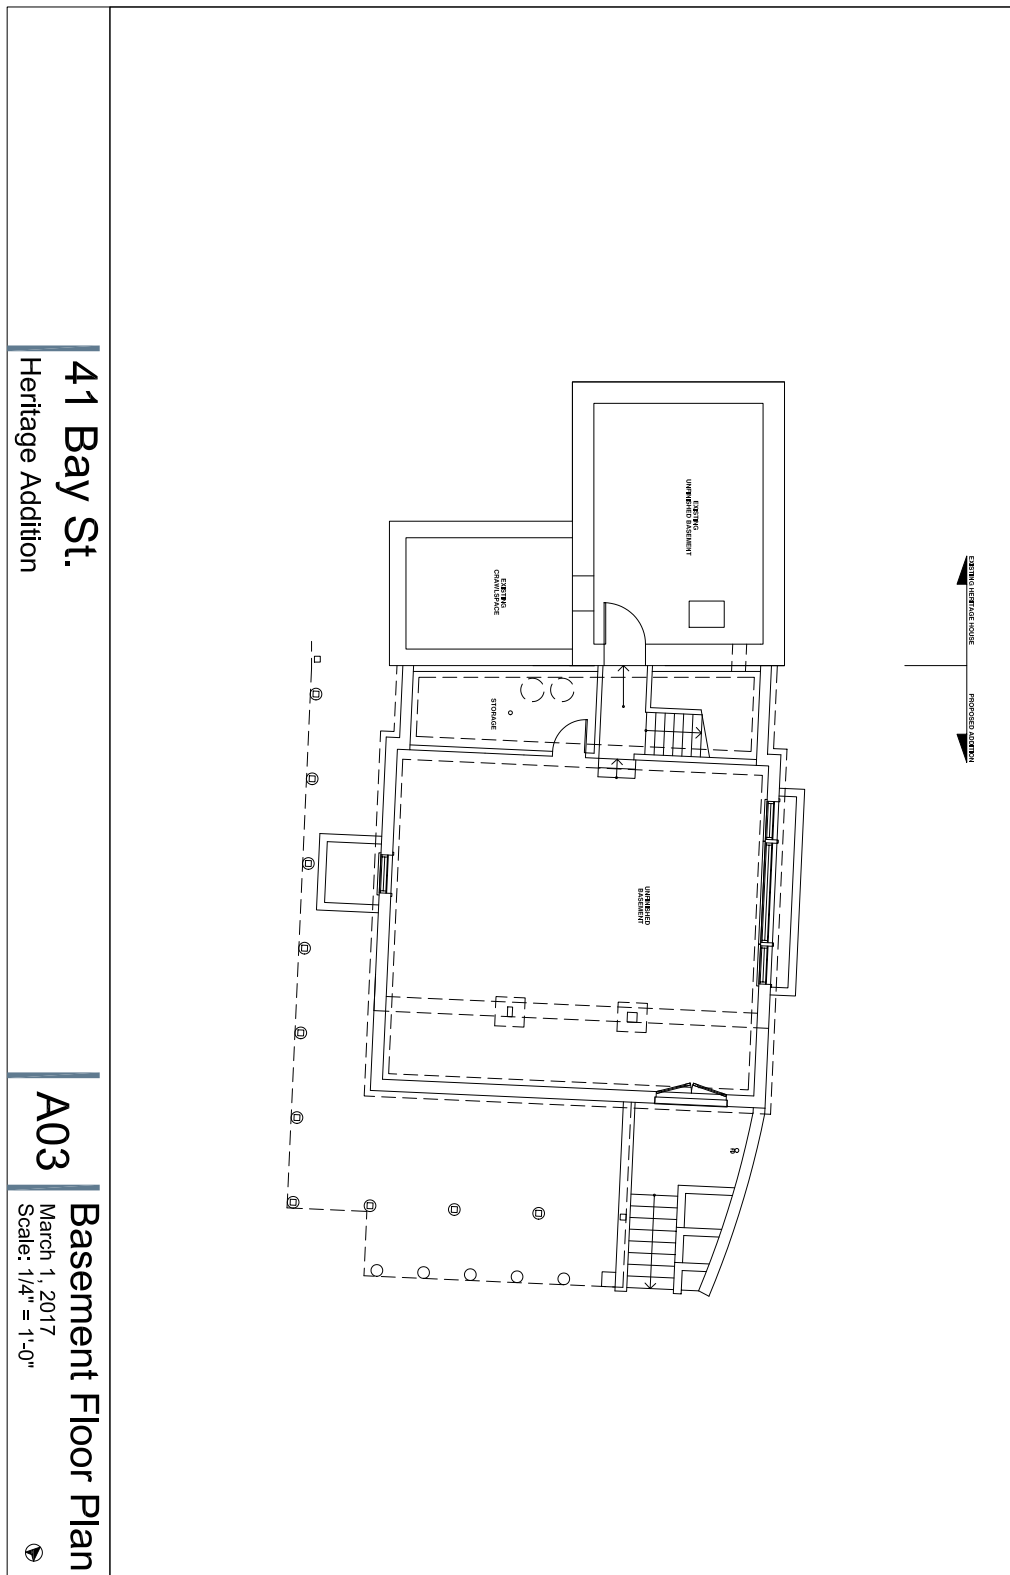 EXISTING HERITAGE HOUSE
PROPOSED ADDITION
EXISTING
UNFINISHED BASEMENT
EXISTING
CRAWLSPACE
STORAGE
UNFINISHED
BASEMENT
41 Bay St.
Heritage Addition
A03
Basement Floor Plan
March 1, 2017
Scale: 1/4" = 1'-0"